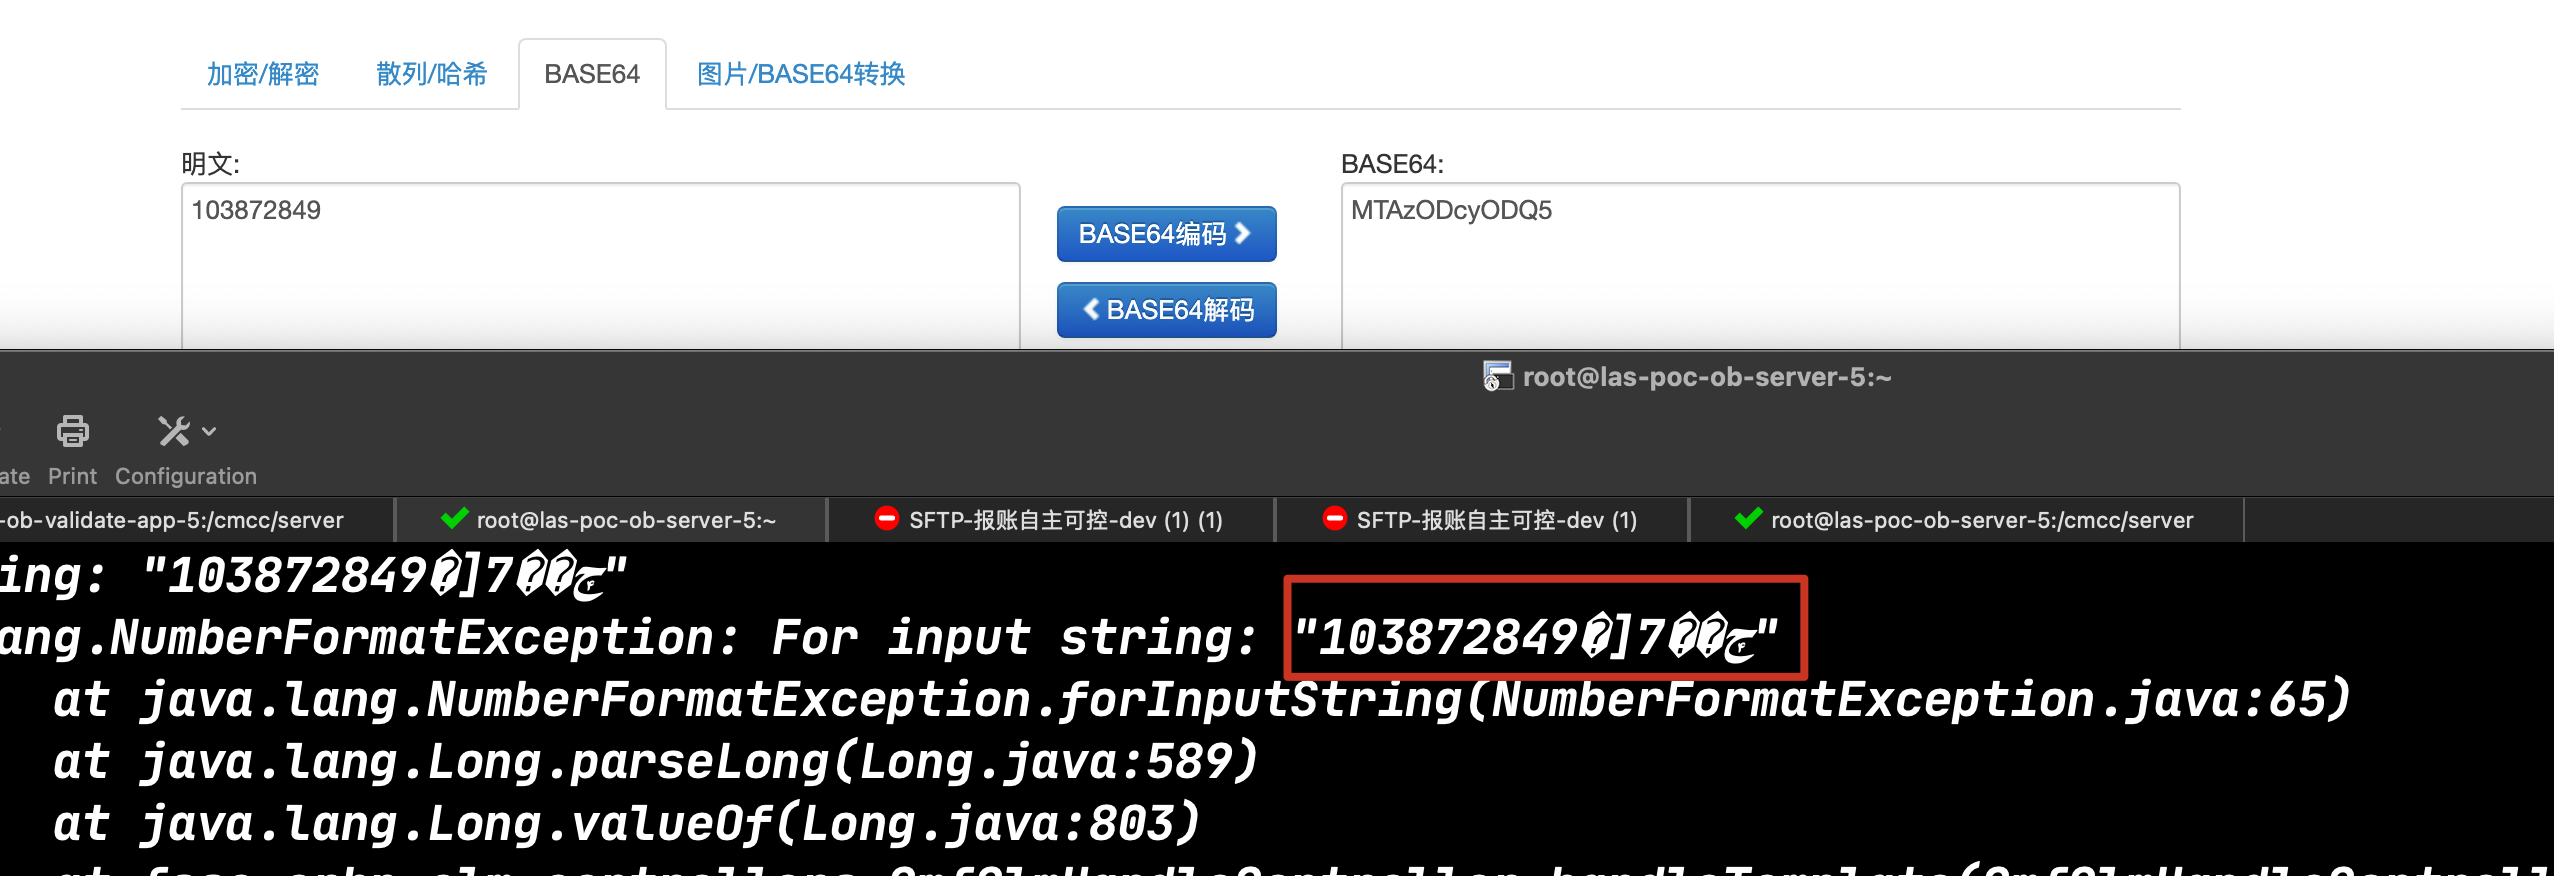 加密/解密 散列/哈希 BASE64 图片/BASE64转换
明文: BASE64:
103872849 BASE64编码 MTAzODcyODQ5
BASE64解码
root@las-poc-ob-server-5:~
ate Print Configuration
-ob-validate-app-5:/cmcc/server root@las-poc-ob-server-5:~ SFTP-报账自主可控-dev (1) (1) SFTP-报账自主可控-dev (1) root@las-poc-ob-server-5:/cmcc/server
ing: "103872849�]7��ݮ"
ang.NumberFormatException: For input string: "103872849�]7��ݮ"
at java.lang.NumberFormatException.forInputString(NumberFormatException.java:65)
at java.lang.Long.parseLong(Long.java:589)
at java.lang.Long.valueOf(Long.java:803)